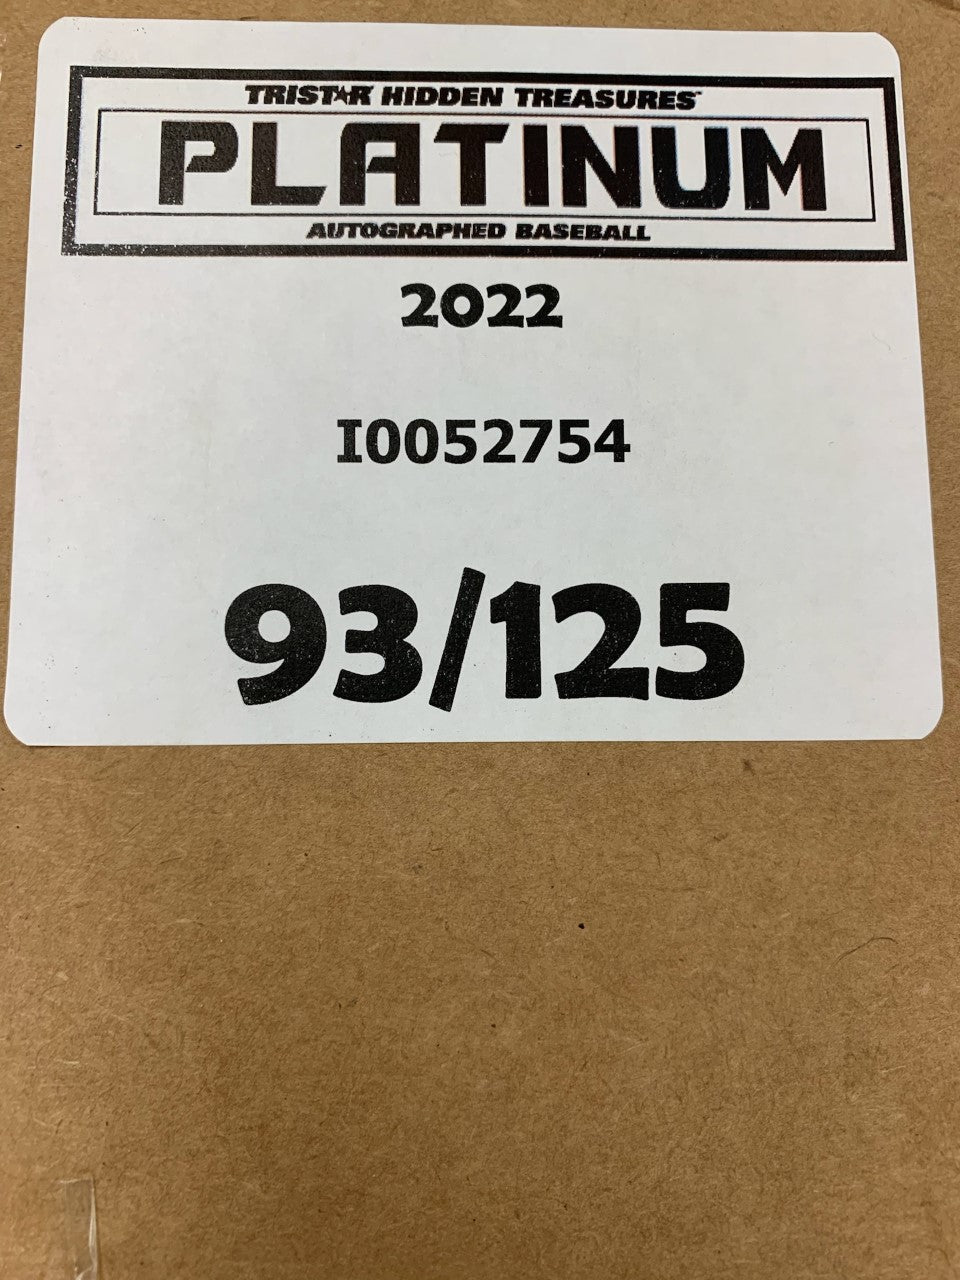 TRISTAR HIDDEN TREASURES
PLATINUM
AUTOGRAPHED BASEBALL
2022
I0052754
93/125